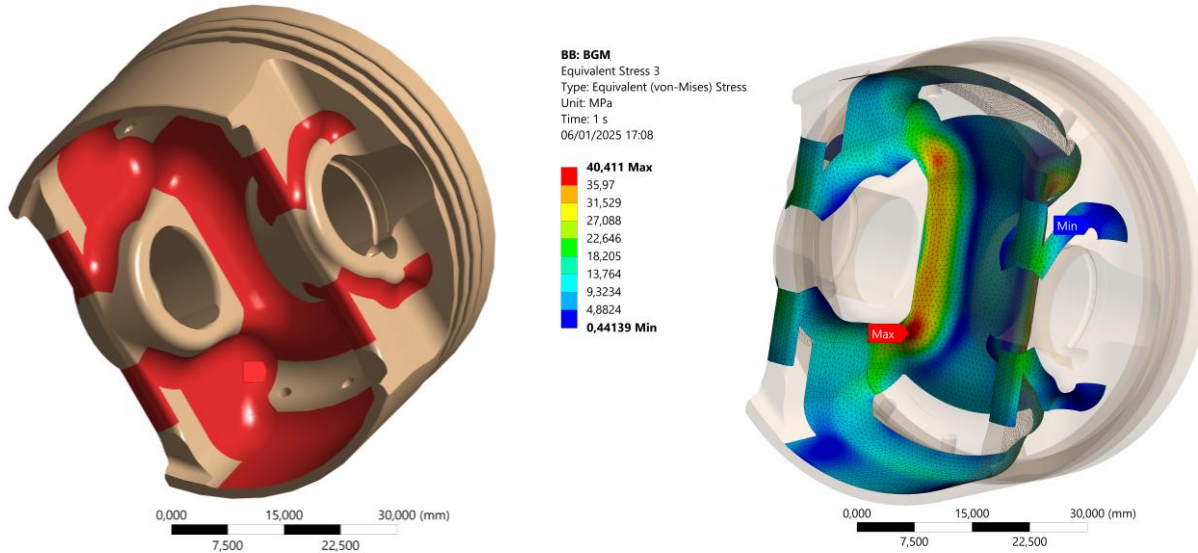 0,000
15,000
30,000 (mm)
7,500
22,500
BB: BGM
Equivalent Stress 3
Type: Equivalent (von-Mises) Stress
Unit: MPa
Time: 1 s
06/01/2025 17:08
40,411 Max
35,97
31,529
27,088
22,646
18,205
13,764
9,3234
4,8824
0,44139 Min
Min
Max
0,000
15,000
30,000 (mm)
7,500
22,500